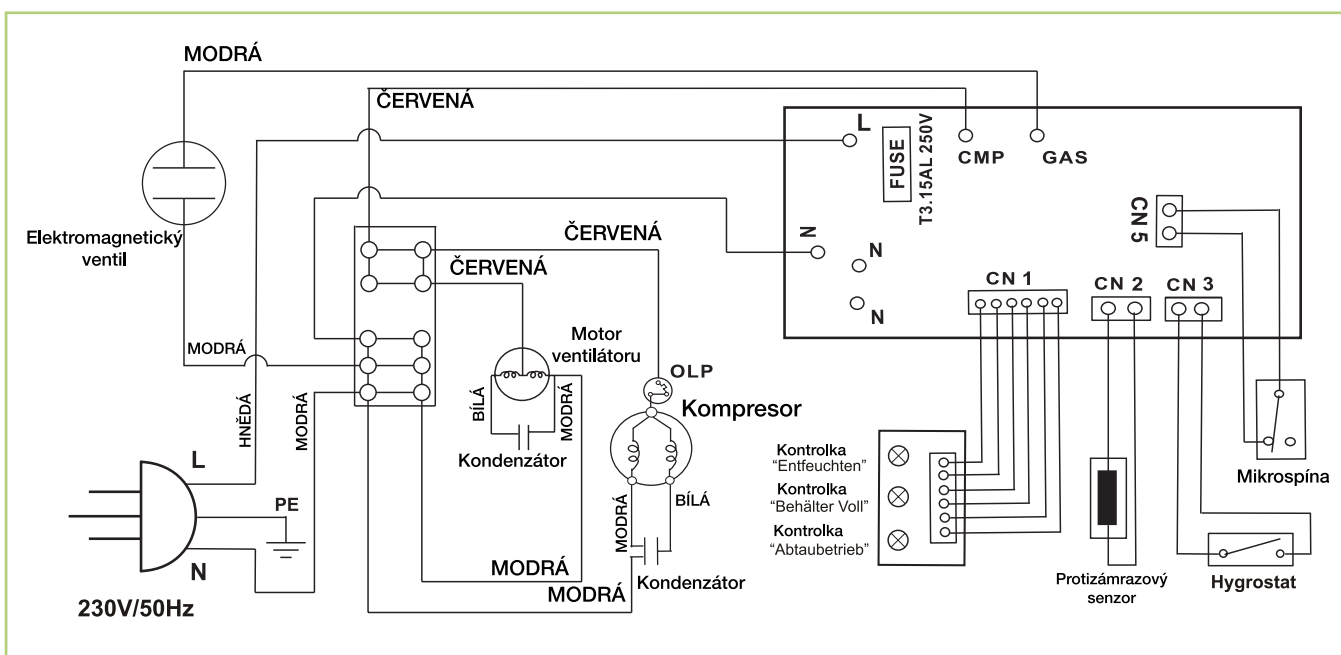 MODRÁ
ČERVENÁ
L
FUSE
T3.15AL 250V
CMP
GAS
CN 5
Elektromagnetický
ventil
ČERVENÁ
ČERVENÁ
N
N
N
CN 1
CN 2
CN 3
MODRÁ
Motor
ventilátoru
BÍLÁ
MODRÁ
Kondenzátor
OLP
Kompresor
HNĚDÁ
MODRÁ
L
PE
N
230V/50Hz
MODRÁ
BÍLÁ
Kondenzátor
MODRÁ
MODRÁ
Kontrolka
"Entfeuchten"
Kontrolka
"Behälter Voll"
Kontrolka
"Abtaubetrieb"
Protizámrazový
senzor
Mikrospína
Hygrostat